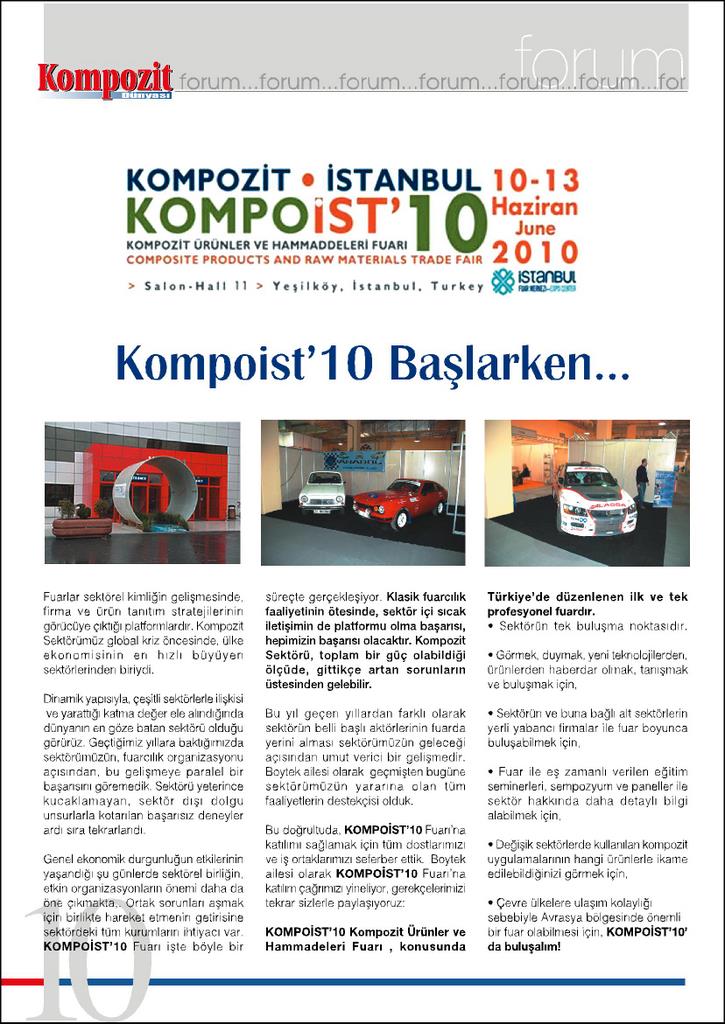 forum
Kompozit
Dünyası
forum...forum...forum...forum...forum...forum...for
KOMPOZİT • İSTANBUL
KOMPOİST'10
KOMPOZİT ÜRÜNLER VE HAMMADDELERİ FUARI
COMPOSITE PRODUCTS AND RAW MATERIALS TRADE FAIR
> Salon-Hall 11 > Yeşilköy, İstanbul, Turkey
10-13
Haziran
June
2010
istanbul
FUAR MERKEZİ-EXPO CENTER
Kompoist'10 Başlarken...
Fuarlar sektörel kimliğin gelişmesinde,
firma ve ürün tanıtım stratejilerinin
görücüye çıktığı platformlardır. Kompozit
Sektörümüz global kriz öncesinde, ülke
ekonomisinin en hızlı büyüyen
sektörlerinden biriydi.
Dinamik yapısıyla, çeşitli sektörlerle ilişkisi
ve yarattığı katma değer ele alındığında
dünyanın en göze batan sektörü olduğu
görürüz. Geçtiğimiz yıllara baktığımızda
sektörümüzün, fuarcılık organizasyonu
açısından, bu gelişmeye paralel bir
başarısını göremedik. Sektörü yeterince
kucaklamayan, sektör dışı dolgu
unsurlarla kotarılan başarısız deneyler
ardı sıra tekrarlandı.
Genel ekonomik durgunluğun etkilerinin
yaşandığı şu günlerde sektörel birliğin,
etkin organizasyonların önemi daha da
öne çıkmakta.. Ortak sorunları aşmak
için birlikte hareket etmenin getirisine
sektördeki tüm kurumların ihtiyacı var.
KOMPOİST'10 Fuarı işte böyle bir
süreçte gerçekleşiyor. Klasik fuarcılık
faaliyetinin ötesinde, sektör içi sıcak
iletişimin de platformu olma başarısı,
hepimizin başarısı olacaktır. Kompozit
Sektörü, toplam bir güç olabildiği
ölçüde, gittikçe artan sorunların
üstesinden gelebilir.
Bu yıl geçen yıllardan farklı olarak
sektörün belli başlı aktörlerinin fuarda
yerini alması sektörümüzün geleceği
açısından umut verici bir gelişmedir.
Boytek ailesi olarak geçmişten bugüne
sektörümüzün yararına olan tüm
faaliyetlerin destekçisi olduk.
Bu doğrultuda, KOMPOİST'10 Fuarı'na
katılımı sağlamak için tüm dostlarımızı
ve iş ortaklarımızı seferber ettik. Boytek
ailesi olarak KOMPOİST'10 Fuarı'na
katılım çağrımızı yineliyor, gerekçelerimizi
tekrar sizlerle paylaşıyoruz:
KOMPOİST'10 Kompozit Ürünler ve
Hammadeleri Fuarı , konusunda
Türkiye'de düzenlenen ilk ve tek
profesyonel fuardır.
• Sektörün tek buluşma noktasıdır.
• Görmek, duymak, yeni teknolojilerden,
ürünlerden haberdar olmak, tanışmak
ve buluşmak için,
• Sektörün ve buna bağlı alt sektörlerin
yerli yabancı firmalar ile fuar boyunca
buluşabilmek için,
• Fuar ile eş zamanlı verilen eğitim
seminerleri, sempozyum ve paneller ile
sektör hakkında daha detaylı bilgi
alabilmek için,
• Değişik sektörlerde kullanılan kompozit
uygulamalarının hangi ürünlerle ikame
edilebildiğinizi görmek için,
• Çevre ülkelere ulaşım kolaylığı
sebebiyle Avrasya bölgesinde önemli
bir fuar olabilmesi için, KOMPOİST'10'
da buluşalım!
10